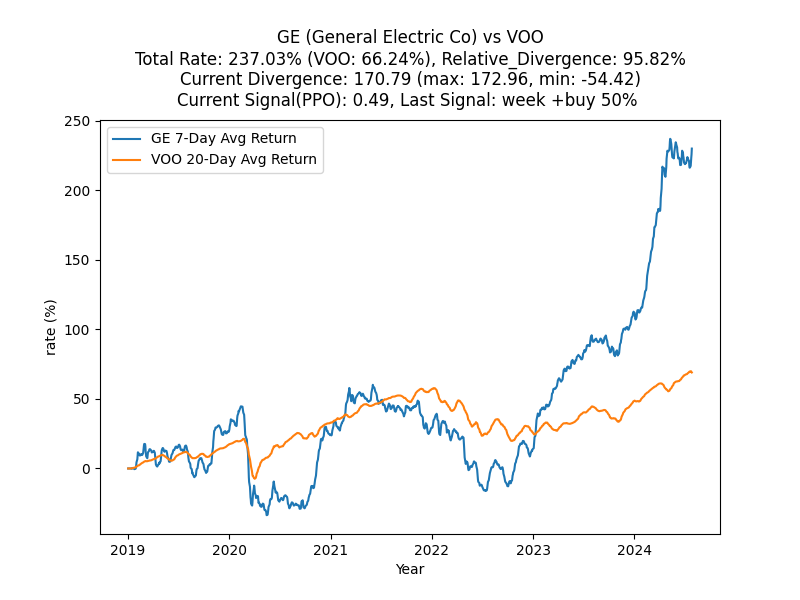 GE (General Electric Co) vs VOO
Total Rate: 237.03% (VOO: 66.24%), Relative_Divergence: 95.82%
Current Divergence: 170.79 (max: 172.96, min: -54.42)
Current Signal(PPO): 0.49, Last Signal: week +buy 50%
GE 7-Day Avg Return
VOO 20-Day Avg Return
rate (%)
250
200
150
100
50
0
2019
2020
2021
2022
2023
2024
Year